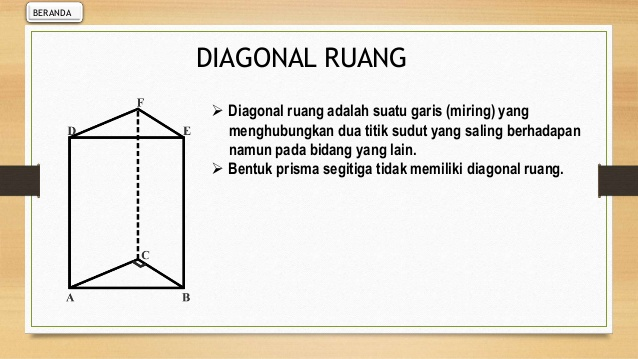 BERANDA
DIAGONAL RUANG
F
D
E
C
A
B
➢ Diagonal ruang adalah suatu garis (miring) yang
menghubungkan dua titik sudut yang saling berhadapan
namun pada bidang yang lain.
➢ Bentuk prisma segitiga tidak memiliki diagonal ruang.